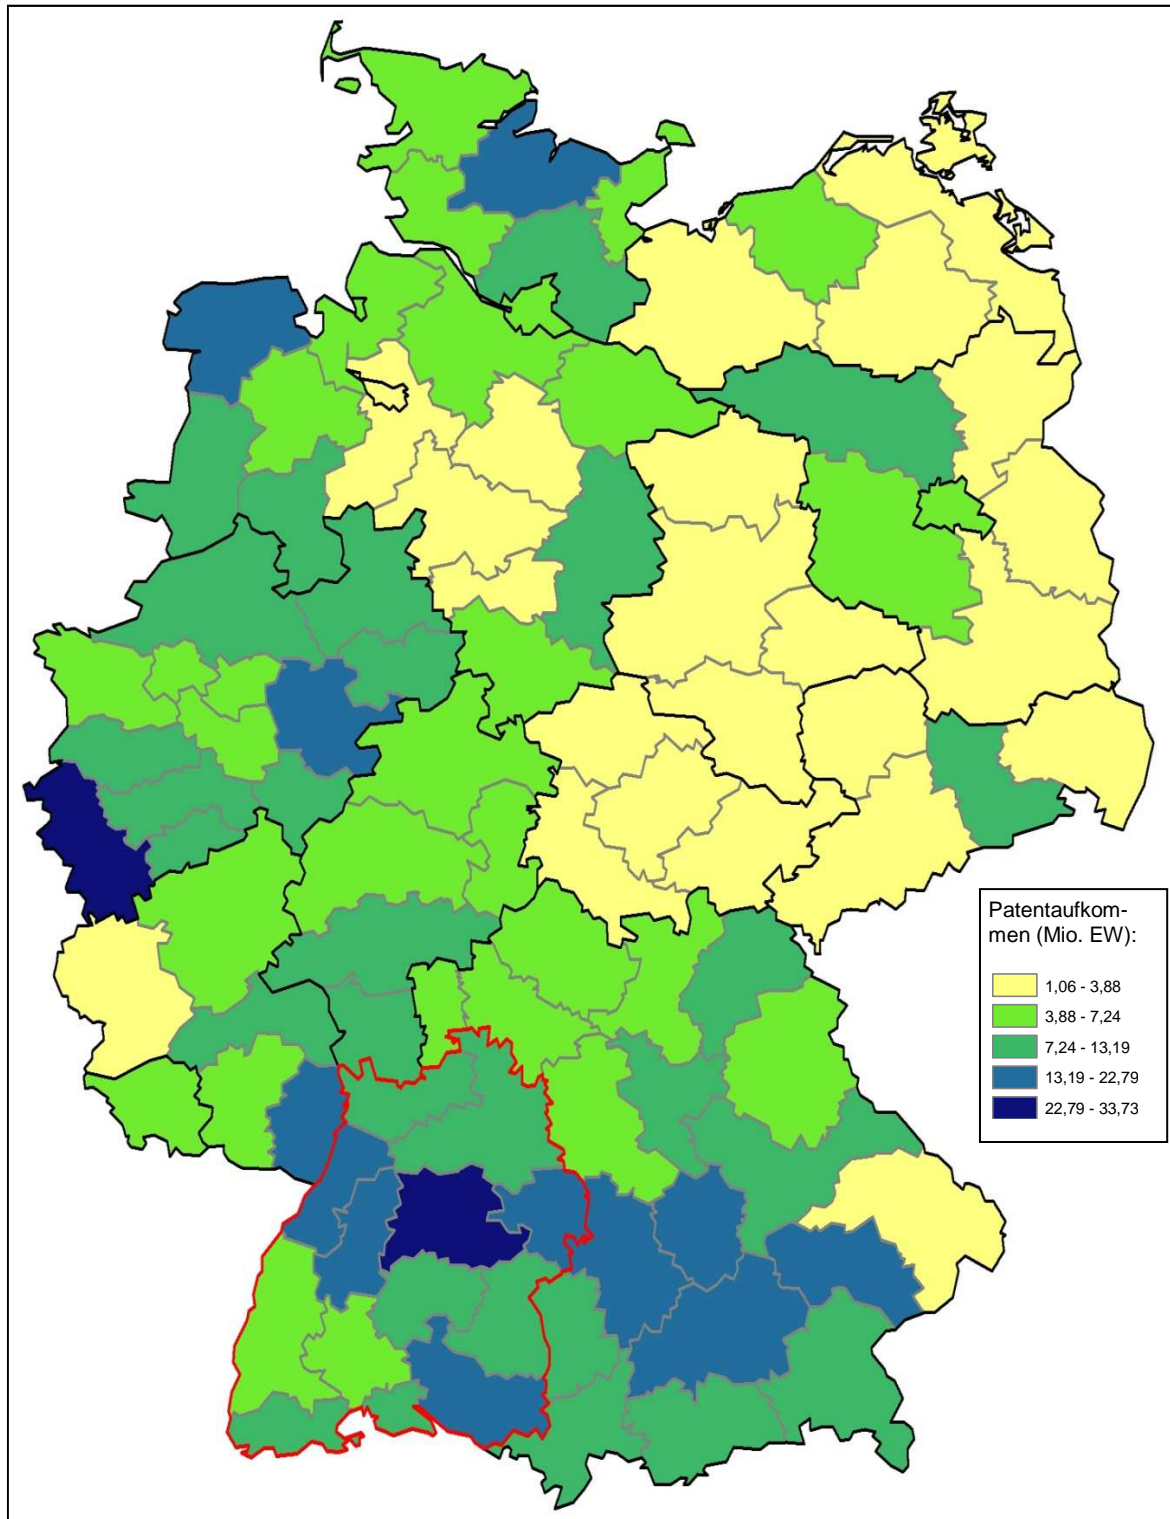 Patentaufkom-
men (Mio. EW):
1,06 - 3,88
3,88 - 7,24
7,24 - 13,19
13,19 - 22,79
22,79 - 33,73